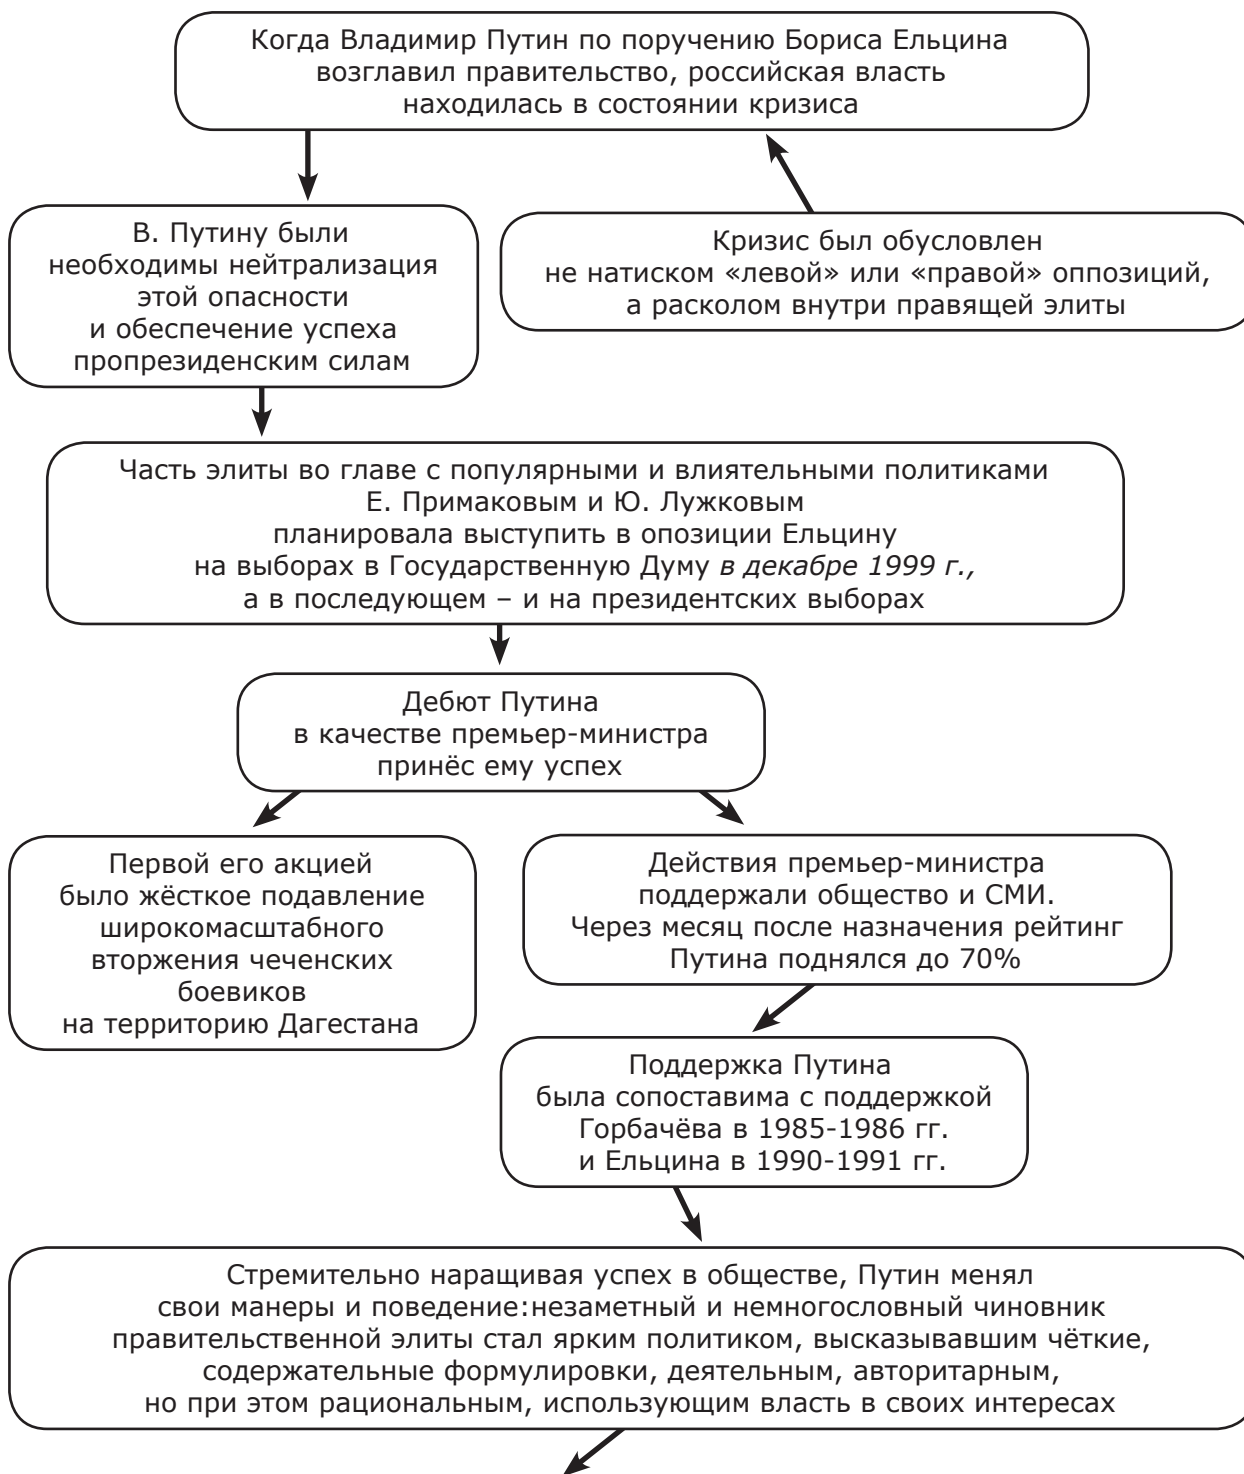 Когда Владимир Путин по поручению Бориса Ельцина
возглавил правительство, российская власть
находилась в состоянии кризиса
В. Путину были
необходимы нейтрализация
этой опасности
и обеспечение успеха
пропрезиденским силам
Кризис был обусловлен
не натиском «левой» или «правой» оппозиций,
а расколом внутри правящей элиты
Часть элиты во главе с популярными и влиятельными политиками
Е. Примаковым и Ю. Лужковым
планировала выступить в опозиции Ельцину
на выборах в Государственную Думу в декабре 1999 г.,
а в последующем – и на президентских выборах
Дебют Путина
в качестве премьер-министра
принёс ему успех
Первой его акцией
было жёсткое подавление
широкомасштабного
вторжения чеченских
боевиков
на территорию Дагестана
Действия премьер-министра
поддержали общество и СМИ.
Через месяц после назначения рейтинг
Путина поднялся до 70%
Поддержка Путина
была сопоставима с поддержкой
Горбачёва в 1985-1986 гг.
и Ельцина в 1990-1991 гг.
Стремительно наращивая успех в обществе, Путин менял
свои манеры и поведение:незаметный и немногословный чиновник
правительственной элиты стал ярким политиком, высказывавшим чёткие,
содержательные формулировки, деятельным, авторитарным,
но при этом рациональным, использующим власть в своих интересах